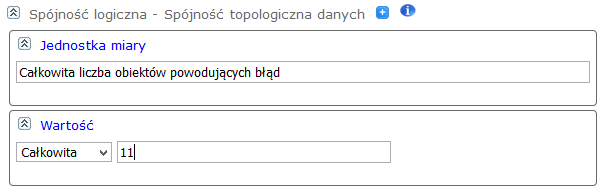 Spójność logiczna - Spójność topologiczna danych
Jednostka miary
Całkowita liczba obiektów powodujących błąd
Wartość
Całkowita 11